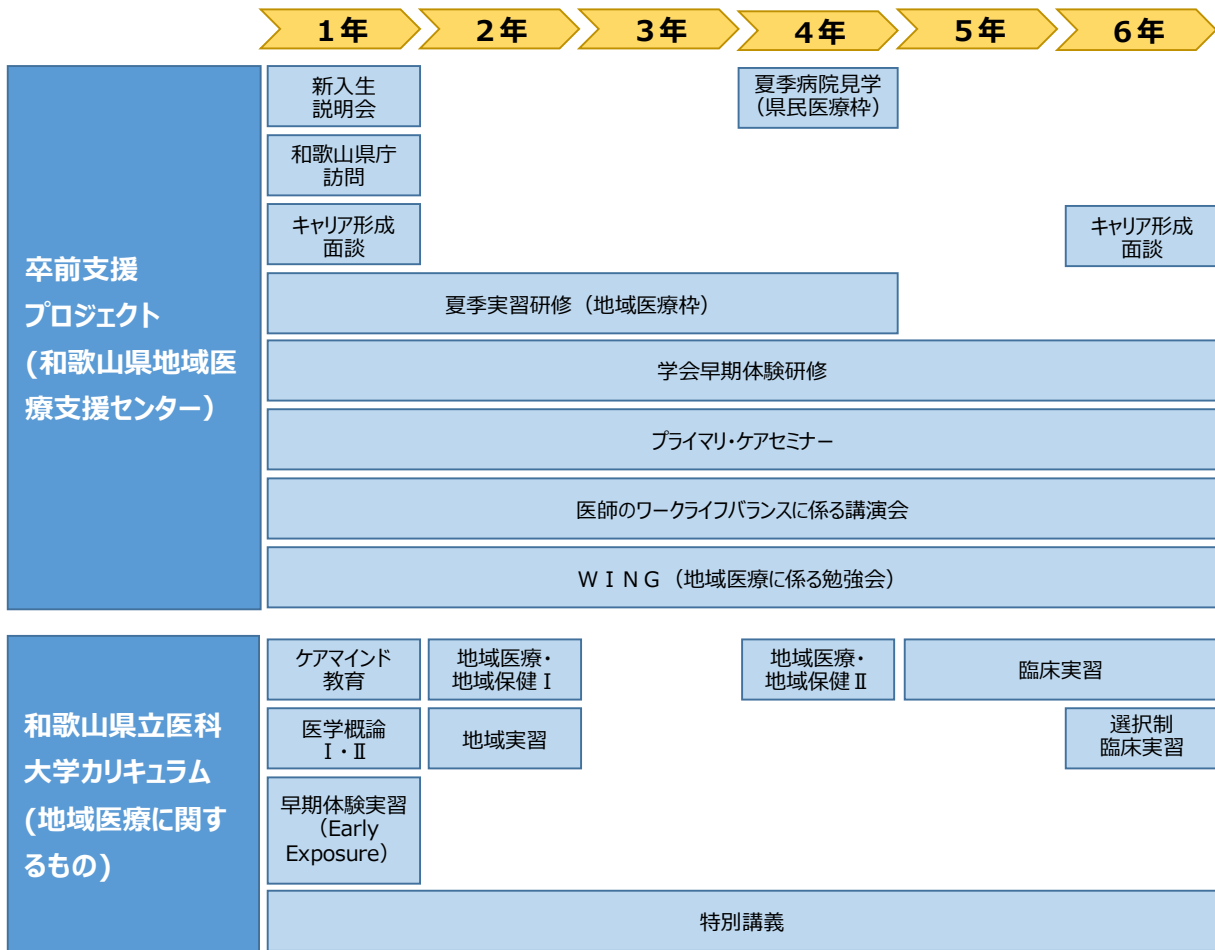 1年
2年
3年
4年
5年
6年
卒前支援
プロジェクト
(和歌山県地域医
療支援センター）
新入生
説明会
夏季病院見学
（県民医療枠）
和歌山県庁
訪問
キャリア形成
面談
キャリア形成
面談
夏季実習研修（地域医療枠）
学会早期体験研修
プライマリ・ケアセミナー
医師のワークライフバランスに係る講演会
ＷＩＮＧ（地域医療に係る勉強会）
和歌山県立医科
大学カリキュラム
(地域医療に関す
るもの)
ケアマインド
教育
地域医療・
地域保健Ⅰ
地域医療・
地域保健Ⅱ
臨床実習
医学概論
Ⅰ・Ⅱ
地域実習
選択制
臨床実習
早期体験実習
（Early
Exposure）
特別講義